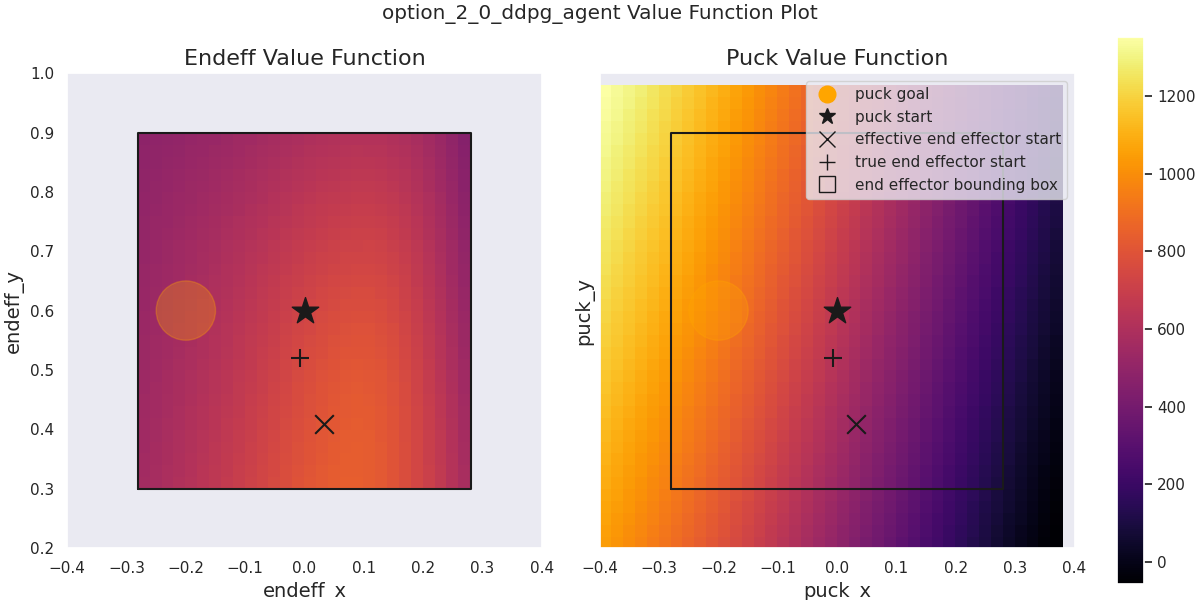 option_2_0_ddpg_agent Value Function Plot
Endeff Value Function
1.0
0.9
0.8
0.7
0.6
0.5
0.4
0.3
0.2
endeff_y
−0.4 −0.3 −0.2 −0.1 0.0 0.1 0.2 0.3 0.4
endeff_x
Puck Value Function
puck goal
puck start
effective end effector start
true end effector start
end effector bounding box
puck_y
−0.4 −0.3 −0.2 −0.1 0.0 0.1 0.2 0.3 0.4
puck_x
1200
1000
800
600
400
200
0